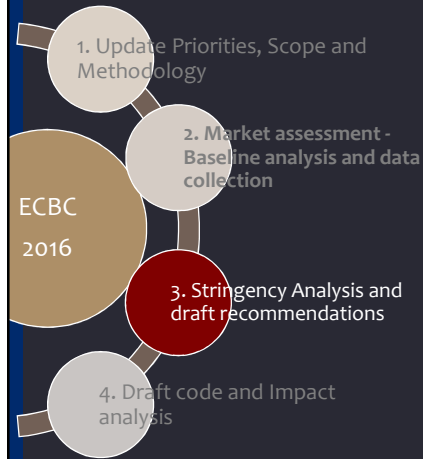 1. Update Priorities, Scope and
Methodology
2. Market assessment -
Baseline analysis and data
collection
ECBC
2016
3. Stringency Analysis and
draft recommendations
4. Draft code and Impact
analysis